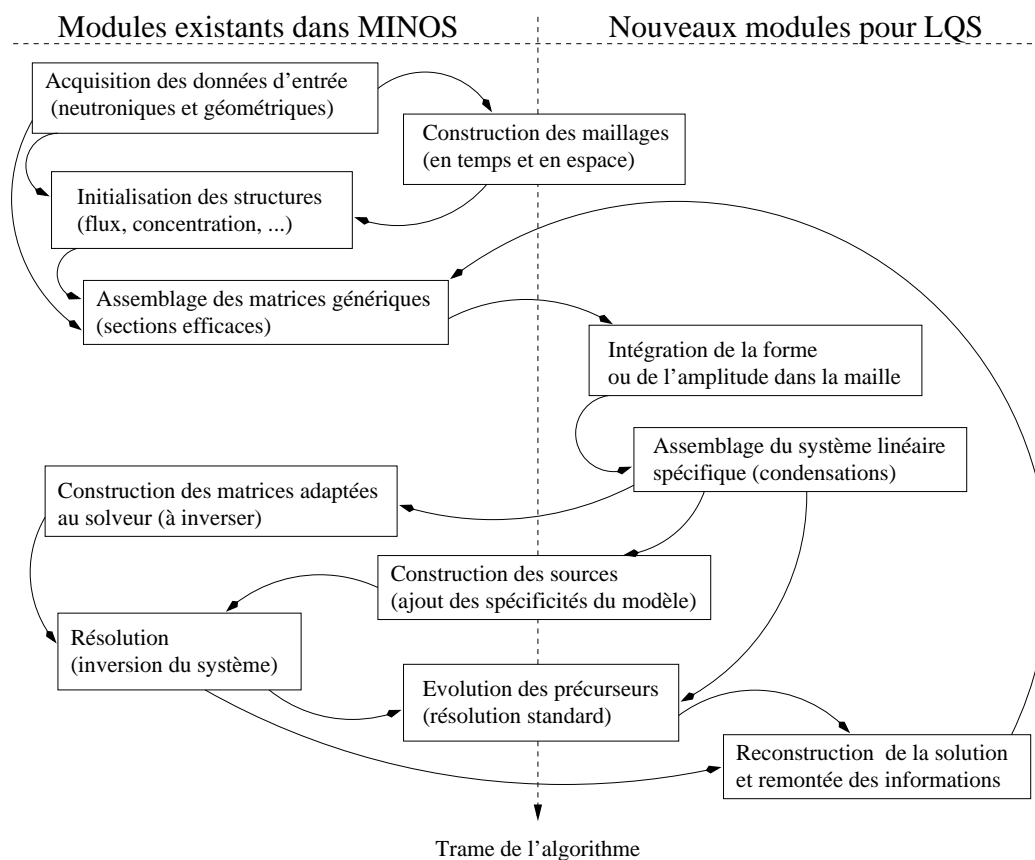 Modules existants dans MINOS
Nouveaux modules pour LQS
Acquisition des données d'entrée
(neutroniques et géométriques)
Construction des maillages
(en temps et en espace)
Initialisation des structures
(flux, concentration, ...)
Assemblage des matrices génériques
(sections efficaces)
Intégration de la forme
ou de l'amplitude dans la maille
Assemblage du système linéaire
spécifique (condensations)
Construction des matrices adaptées
au solveur (à inverser)
Construction des sources
(ajout des spécificités du modèle)
Résolution
(inversion du système)
Evolution des précurseurs
(résolution standard)
Reconstruction de la solution
et remontée des informations
Trame de l'algorithme